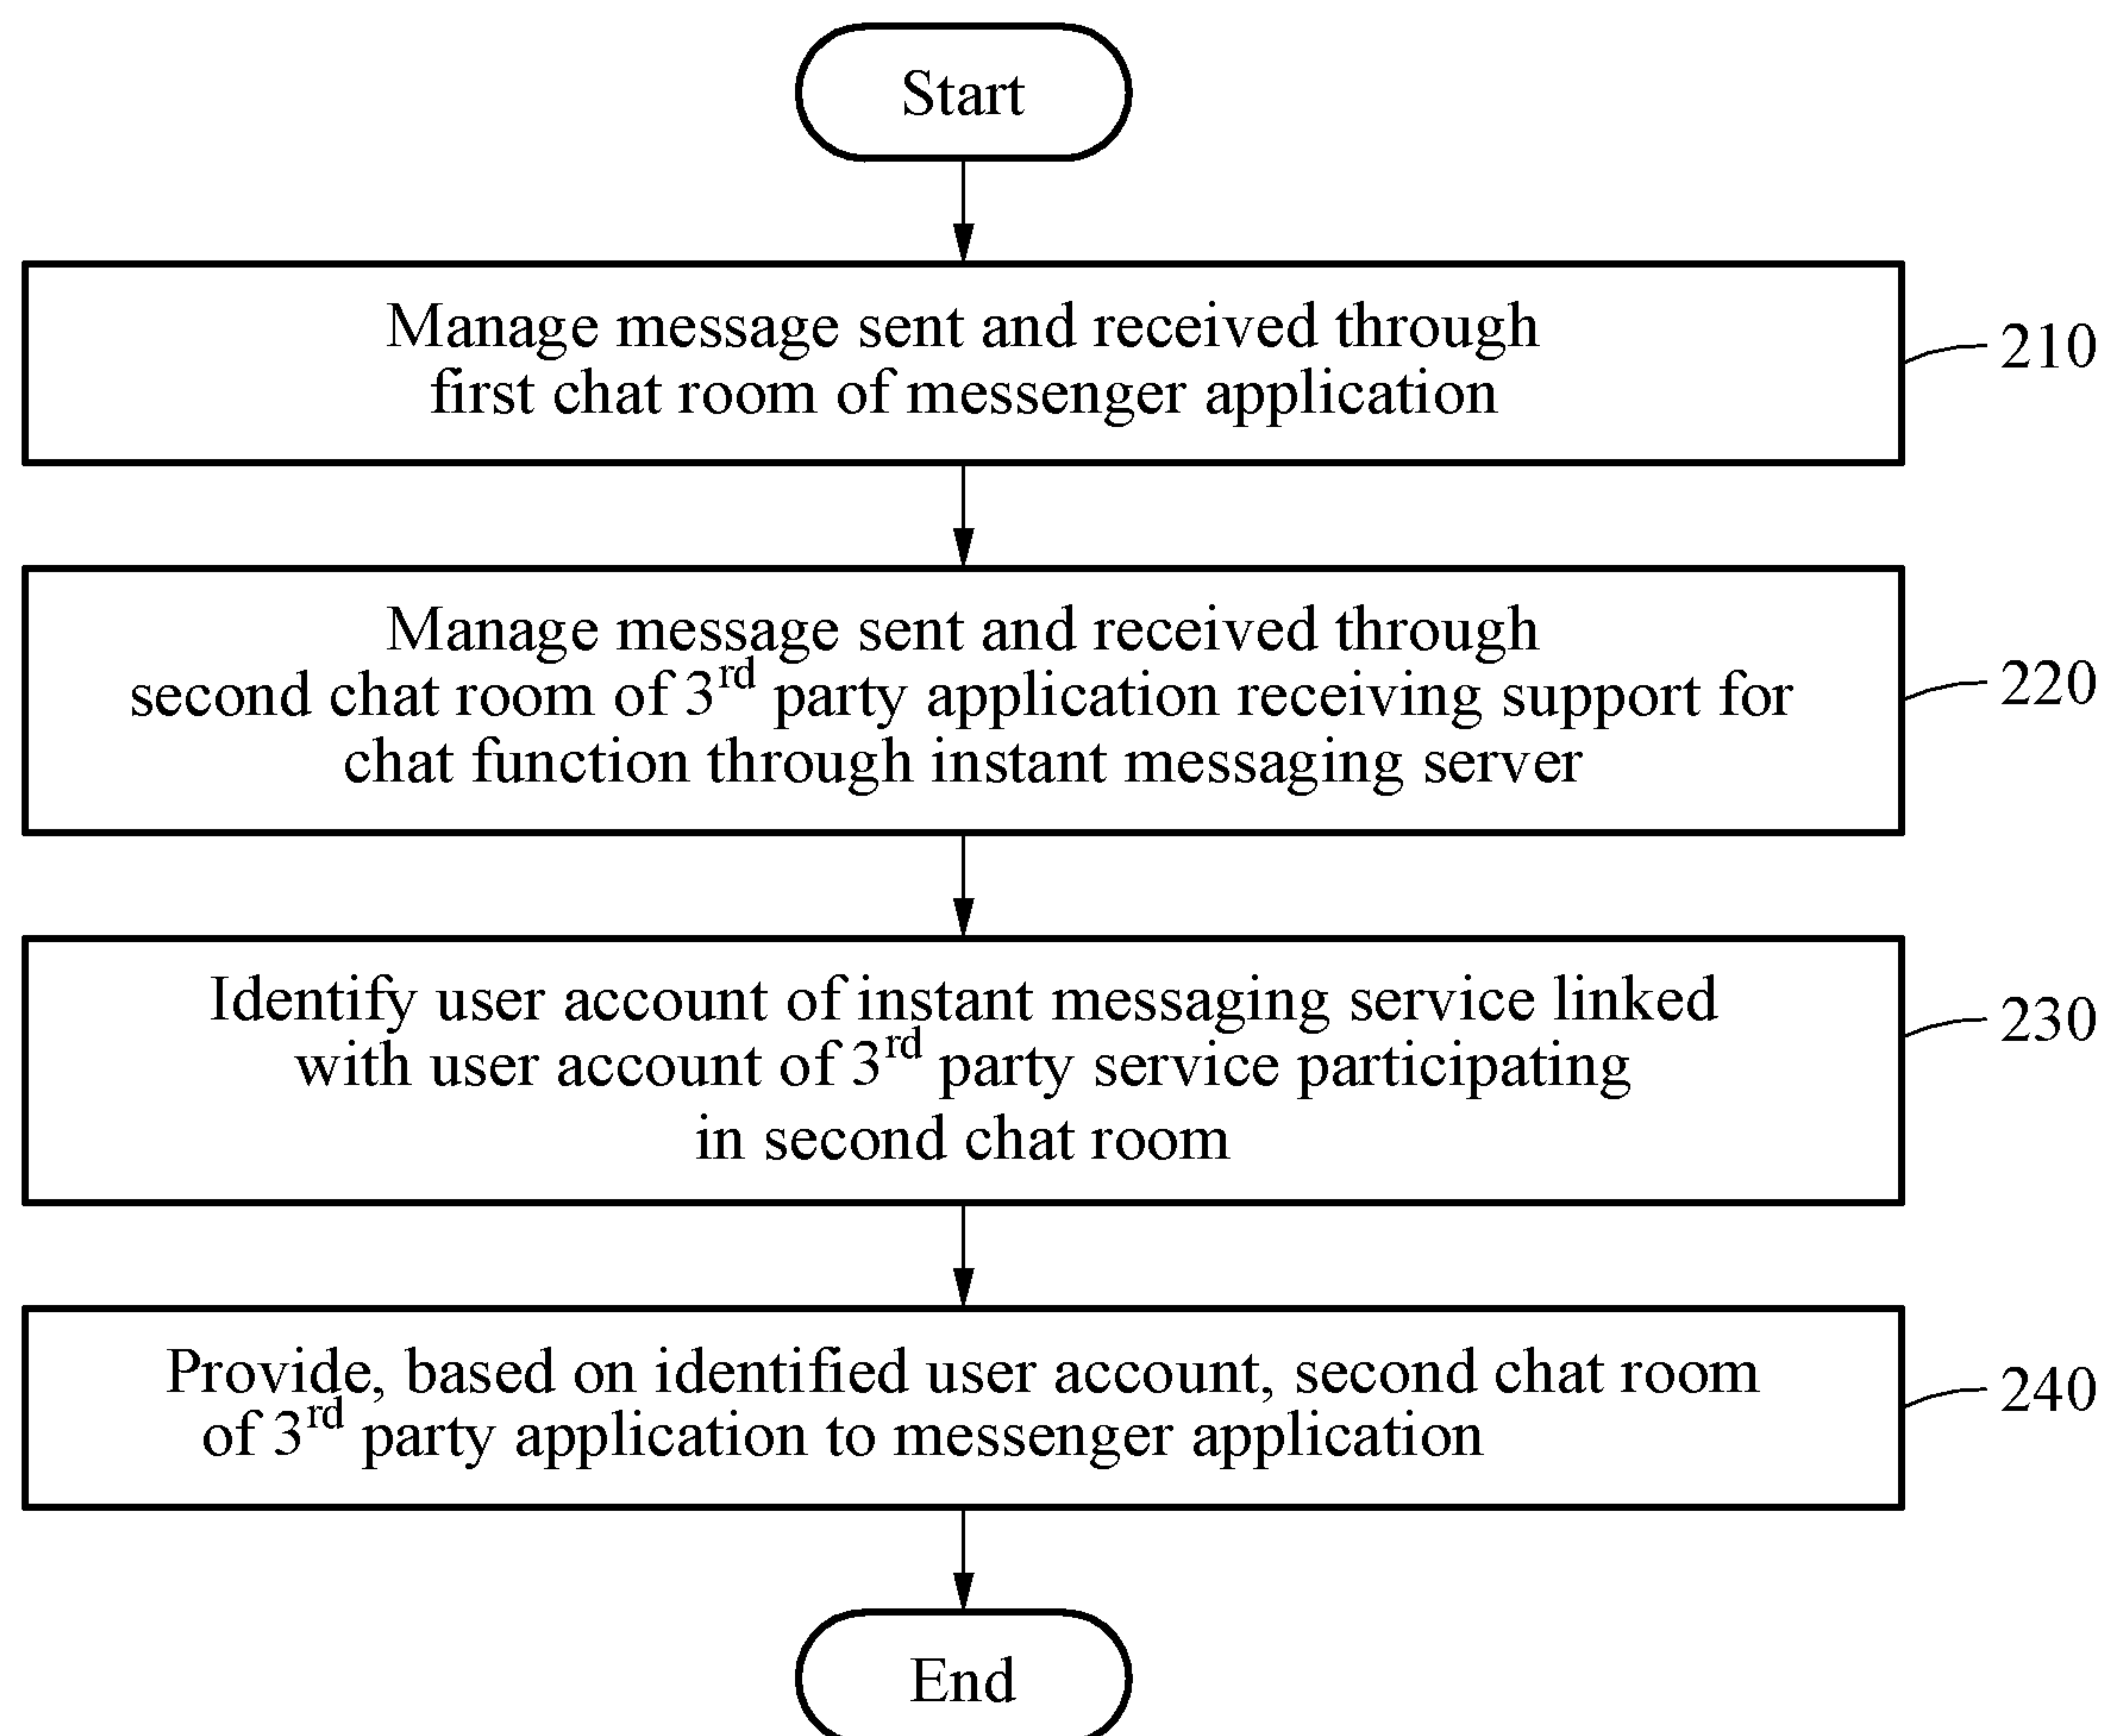 Start
Manage message sent and received through
first chat room of messenger application
210
Manage message sent and received through
second chat room of 3rd party application receiving support for
chat function through instant messaging server
220
Identify user account of instant messaging service linked
with user account of 3rd party service participating
in second chat room
230
Provide, based on identified user account, second chat room
of 3rd party application to messenger application
240
End